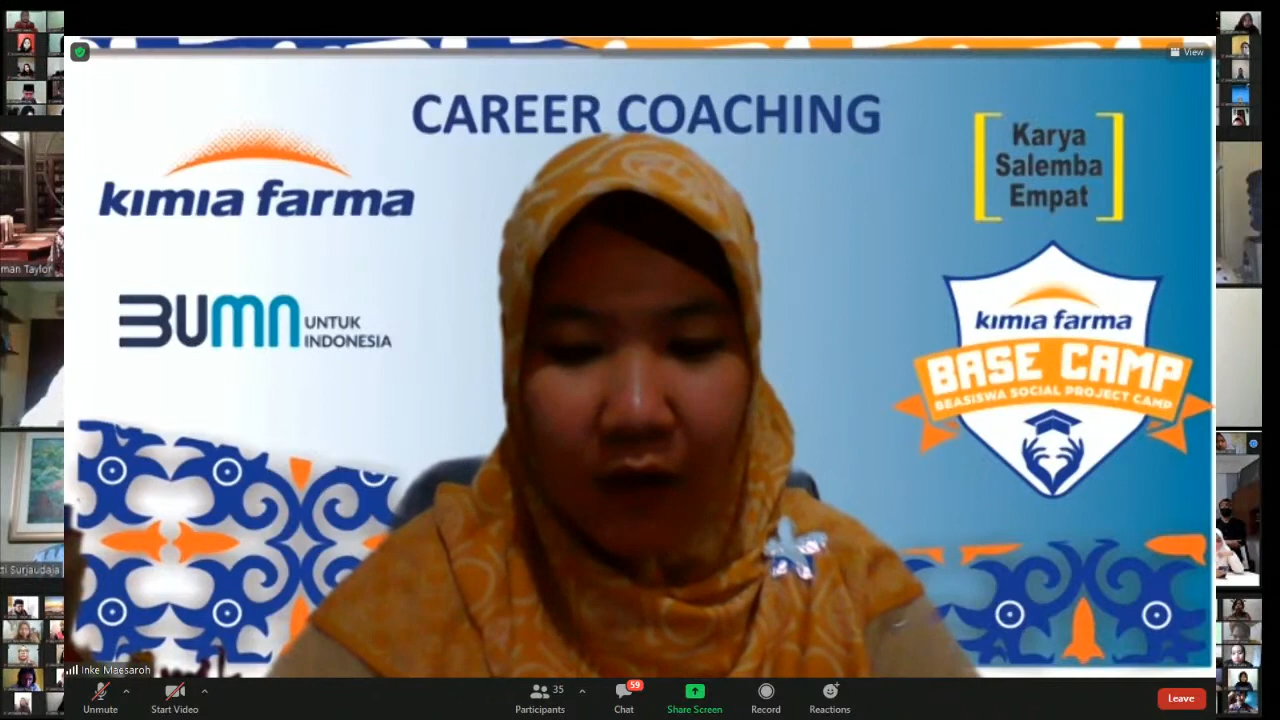 View
CAREER COACHING
kimia farma
Karya
Salemba
Empat
BUMN UNTUK
INDONESIA
kimia farma
BASE CAMP
BEASISWA SOCIAL PROJECT CAMP
man Taylor
ti Surjaudaja
Inke Maesaroh
Unmute
Start Video
35
Participants
59
Chat
Share Screen
Record
Reactions
Leave